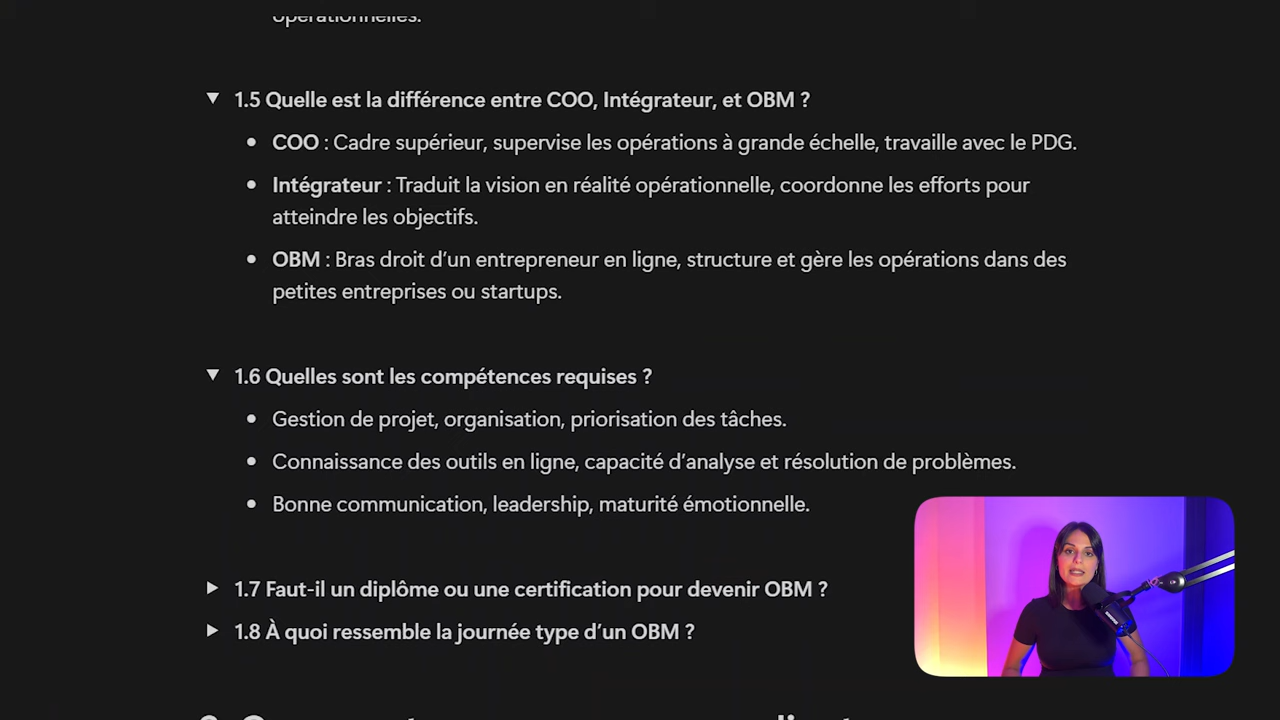 opérationnelles.
▼ 1.5 Quelle est la différence entre COO, Intégrateur, et OBM ?
• COO : Cadre supérieur, supervise les opérations à grande échelle, travaille avec le PDG.
• Intégrateur : Traduit la vision en réalité opérationnelle, coordonne les efforts pour
atteindre les objectifs.
• OBM : Bras droit d’un entrepreneur en ligne, structure et gère les opérations dans des
petites entreprises ou startups.
▼ 1.6 Quelles sont les compétences requises ?
• Gestion de projet, organisation, priorisation des tâches.
• Connaissance des outils en ligne, capacité d’analyse et résolution de problèmes.
• Bonne communication, leadership, maturité émotionnelle.
▶ 1.7 Faut-il un diplôme ou une certification pour devenir OBM ?
▶ 1.8 À quoi ressemble la journée type d’un OBM ?